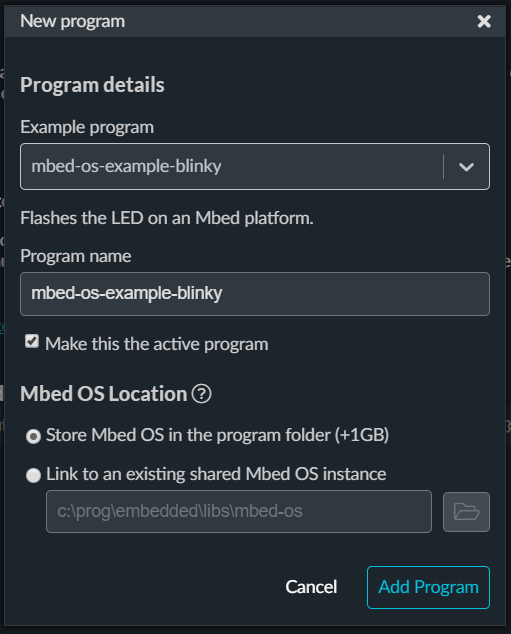 New program
Program details
Example program
mbed-os-example-blinky
Flashes the LED on an Mbed platform.
Program name
mbed-os-example-blinky
Make this the active program
Mbed OS Location
Store Mbed OS in the program folder (+1GB)
Link to an existing shared Mbed OS instance
c:\prog\embedded\libs\mbed-os
Cancel
Add Program